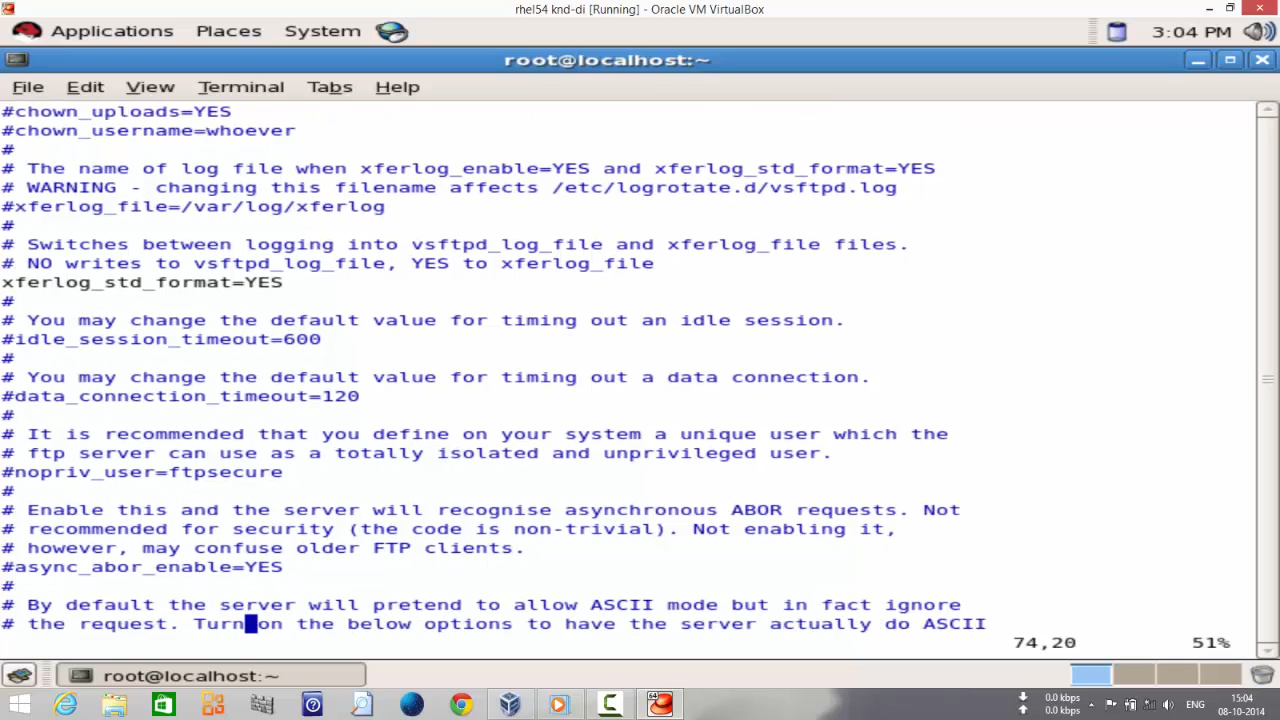 rhel54 knd-di [Running] - Oracle VM VirtualBox
Applications Places System 3:04 PM
root@localhost:~
File Edit View Terminal Tabs Help
#chown_uploads=YES
#chown_username=whoever
#
# The name of log file when xferlog_enable=YES and xferlog_std_format=YES
# WARNING - changing this filename affects /etc/logrotate.d/vsftpd.log
#xferlog_file=/var/log/xferlog
#
# Switches between logging into vsftpd_log_file and xferlog_file files.
# NO writes to vsftpd_log_file, YES to xferlog_file
xferlog_std_format=YES
#
# You may change the default value for timing out an idle session.
#idle_session_timeout=600
#
# You may change the default value for timing out a data connection.
#data_connection_timeout=120
#
# It is recommended that you define on your system a unique user which the
# ftp server can use as a totally isolated and unprivileged user.
#nopriv_user=ftpsecure
#
# Enable this and the server will recognise asynchronous ABOR requests. Not
# recommended for security (the code is non-trivial). Not enabling it,
# however, may confuse older FTP clients.
#async_abor_enable=YES
#
# By default the server will pretend to allow ASCII mode but in fact ignore
# the request. Turn on the below options to have the server actually do ASCII
74,20 51%
root@localhost:~
0.0 kbps
0.0 kbps
ENG
15:04
08-10-2014
64